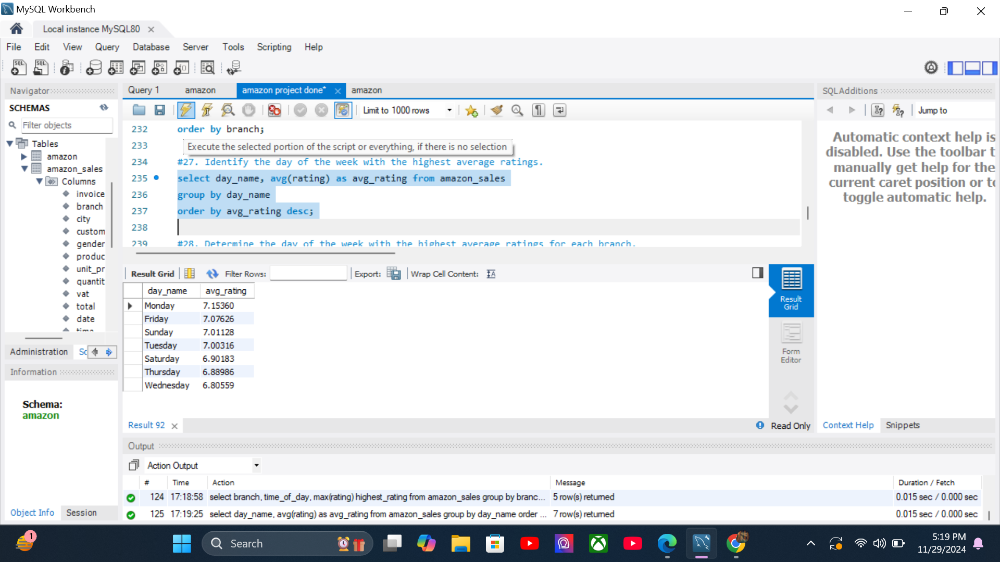 MySQL Workbench
Local instance MySQL80
File Edit View Query Database Server Tools Scripting Help
Navigator
SCHEMAS
Filter objects
Tables
amazon
amazon_sales
Columns
invoice
branch
city
custom
gender
produc
unit_pr
quantit
vat
total
date
time
Administration Sc
Information
Schema:
amazon
Object Info Session
Query 1 amazon amazon project done* amazon
Limit to 1000 rows
232 order by branch;
233
Execute the selected portion of the script or everything, if there is no selection
234 #27. Identify the day of the week with the highest average ratings.
235 select day_name, avg(rating) as avg_rating from amazon_sales
236 group by day_name
237 order by avg_rating desc;
238
239 #28. Determine the day of the week with the highest average ratings for each branch.
Result Grid Filter Rows: Export: Wrap Cell Content:
day_name avg_rating
Monday 7.15360
Friday 7.07626
Sunday 7.01128
Tuesday 7.00316
Saturday 6.90183
Thursday 6.88986
Wednesday 6.80559
Result
Grid
Form
Editor
Result 92
Read Only
SQLAdditions
Jump to
Automatic context help is
disabled. Use the toolbar t
manually get help for the
current caret position or to
toggle automatic help.
Context Help Snippets
Output
Action Output
# Time Action Message Duration / Fetch
124 17:18:58 select branch, time_of_day, max(rating) highest_rating from amazon_sales group by branc... 5 row(s) returned 0.015 sec / 0.000 sec
125 17:19:25 select day_name, avg(rating) as avg_rating from amazon_sales group by day_name order ... 7 row(s) returned 0.015 sec / 0.000 sec
1
Search
5:19 PM
11/29/2024